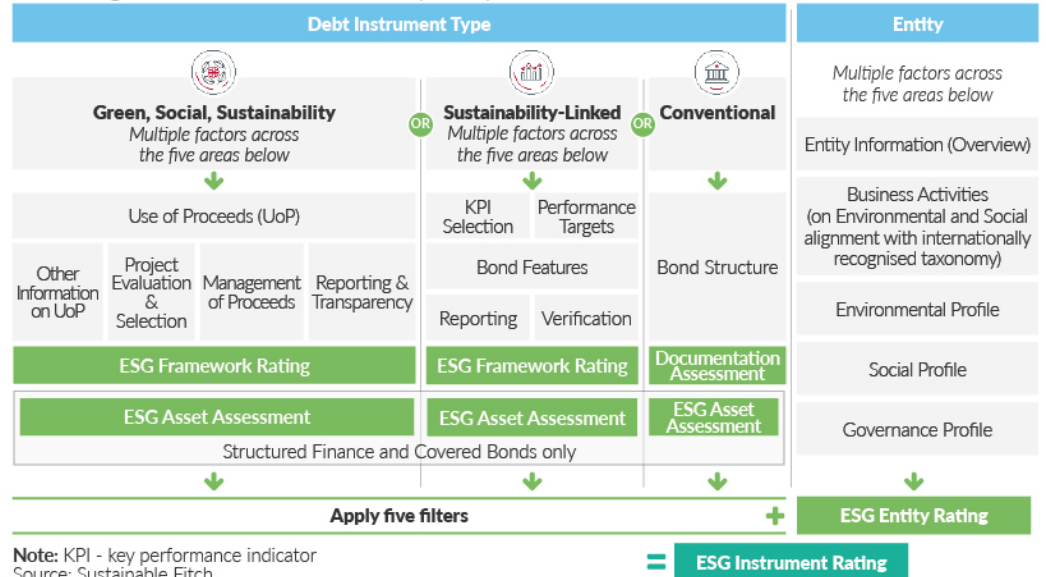 Debt Instrument Type
Entity
Green, Social, Sustainability
Multiple factors across
the five areas below
OR
Sustainability-Linked
Multiple factors across
the five areas below
OR
Conventional
Multiple factors across
the five areas below
Use of Proceeds (UoP)
Other
Information
on UoP
Project
Evaluation
&
Selection
Management
of Proceeds
Reporting &
Transparency
KPI
Selection
Performance
Targets
Bond Features
Reporting
Verification
Bond Structure
Entity Information (Overview)
Business Activities
(on Environmental and Social
alignment with internationally
recognised taxonomy)
Environmental Profile
Social Profile
Governance Profile
ESG Framework Rating
ESG Framework Rating
Documentation
Assessment
ESG Asset Assessment
ESG Asset Assessment
ESG Asset
Assessment
Structured Finance and Covered Bonds only
Apply five filters
+
ESG Entity Rating
Note: KPI - key performance indicator
= ESG Instrument Rating
Source: Sustainable Fitch